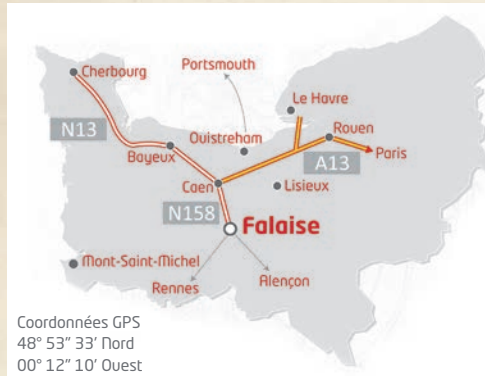 Portsmouth
Cherbourg
Le Havre
N13
Ouistreham
Rouen
Bayeux
Paris
A13
Caen
Lisieux
N158
Falaise
Mont-Saint-Michel
Rennes
Alençon
Coordonnées GPS
48° 53” 33’ Nord
00° 12” 10’ Ouest